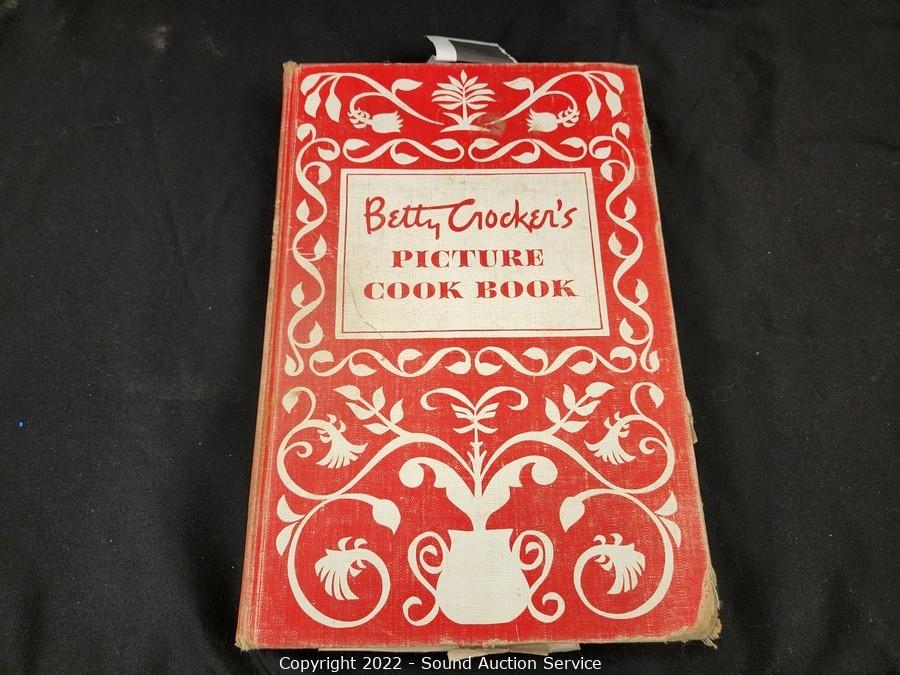 Betty Crocker's
PICTURE
COOK BOOK
Copyright 2022 - Sound Auction Service